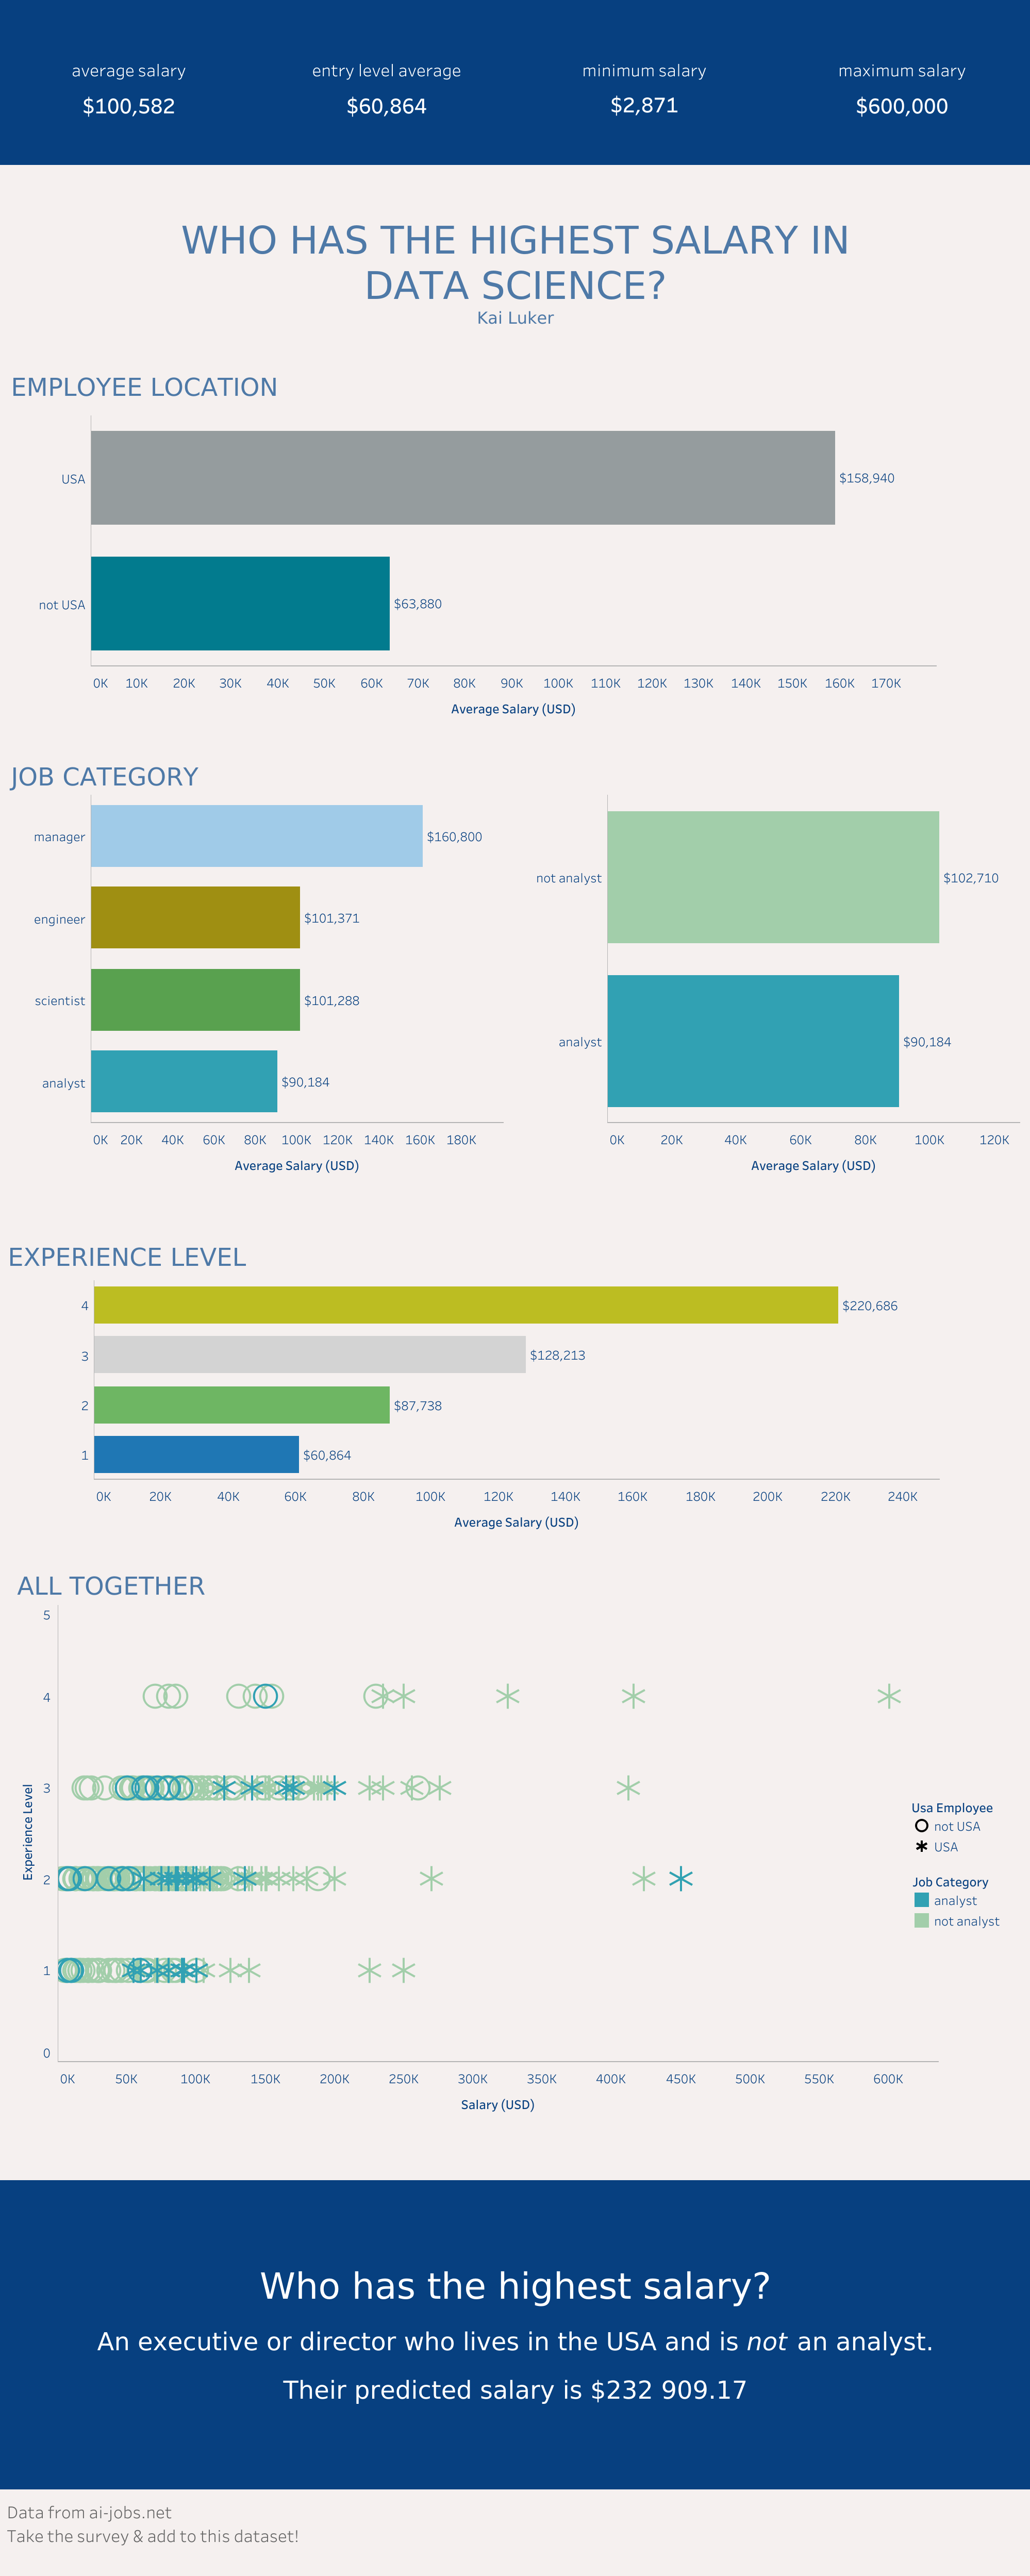 average salary
$100,582
entry level average
$60,864
minimum salary
$2,871
maximum salary
$600,000
WHO HAS THE HIGHEST SALARY IN
DATA SCIENCE?
Kai Luker
EMPLOYEE LOCATION
USA
$158,940
not USA
$63,880
0K 10K 20K 30K 40K 50K 60K 70K 80K 90K 100K 110K 120K 130K 140K 150K 160K 170K
Average Salary (USD)
JOB CATEGORY
manager
$160,800
engineer
$101,371
scientist
$101,288
analyst
$90,184
0K 20K 40K 60K 80K 100K 120K 140K 160K 180K
Average Salary (USD)
not analyst
$102,710
analyst
$90,184
0K 20K 40K 60K 80K 100K 120K
Average Salary (USD)
EXPERIENCE LEVEL
4
$220,686
3
$128,213
2
$87,738
1
$60,864
0K 20K 40K 60K 80K 100K 120K 140K 160K 180K 200K 220K 240K
Average Salary (USD)
ALL TOGETHER
5
4
3
2
1
0
Experience Level
0K 50K 100K 150K 200K 250K 300K 350K 400K 450K 500K 550K 600K
Salary (USD)
Usa Employee
not USA
USA
Job Category
analyst
not analyst
Who has the highest salary?
An executive or director who lives in the USA and is not an analyst.
Their predicted salary is $232 909.17
Data from ai-jobs.net
Take the survey & add to this dataset!